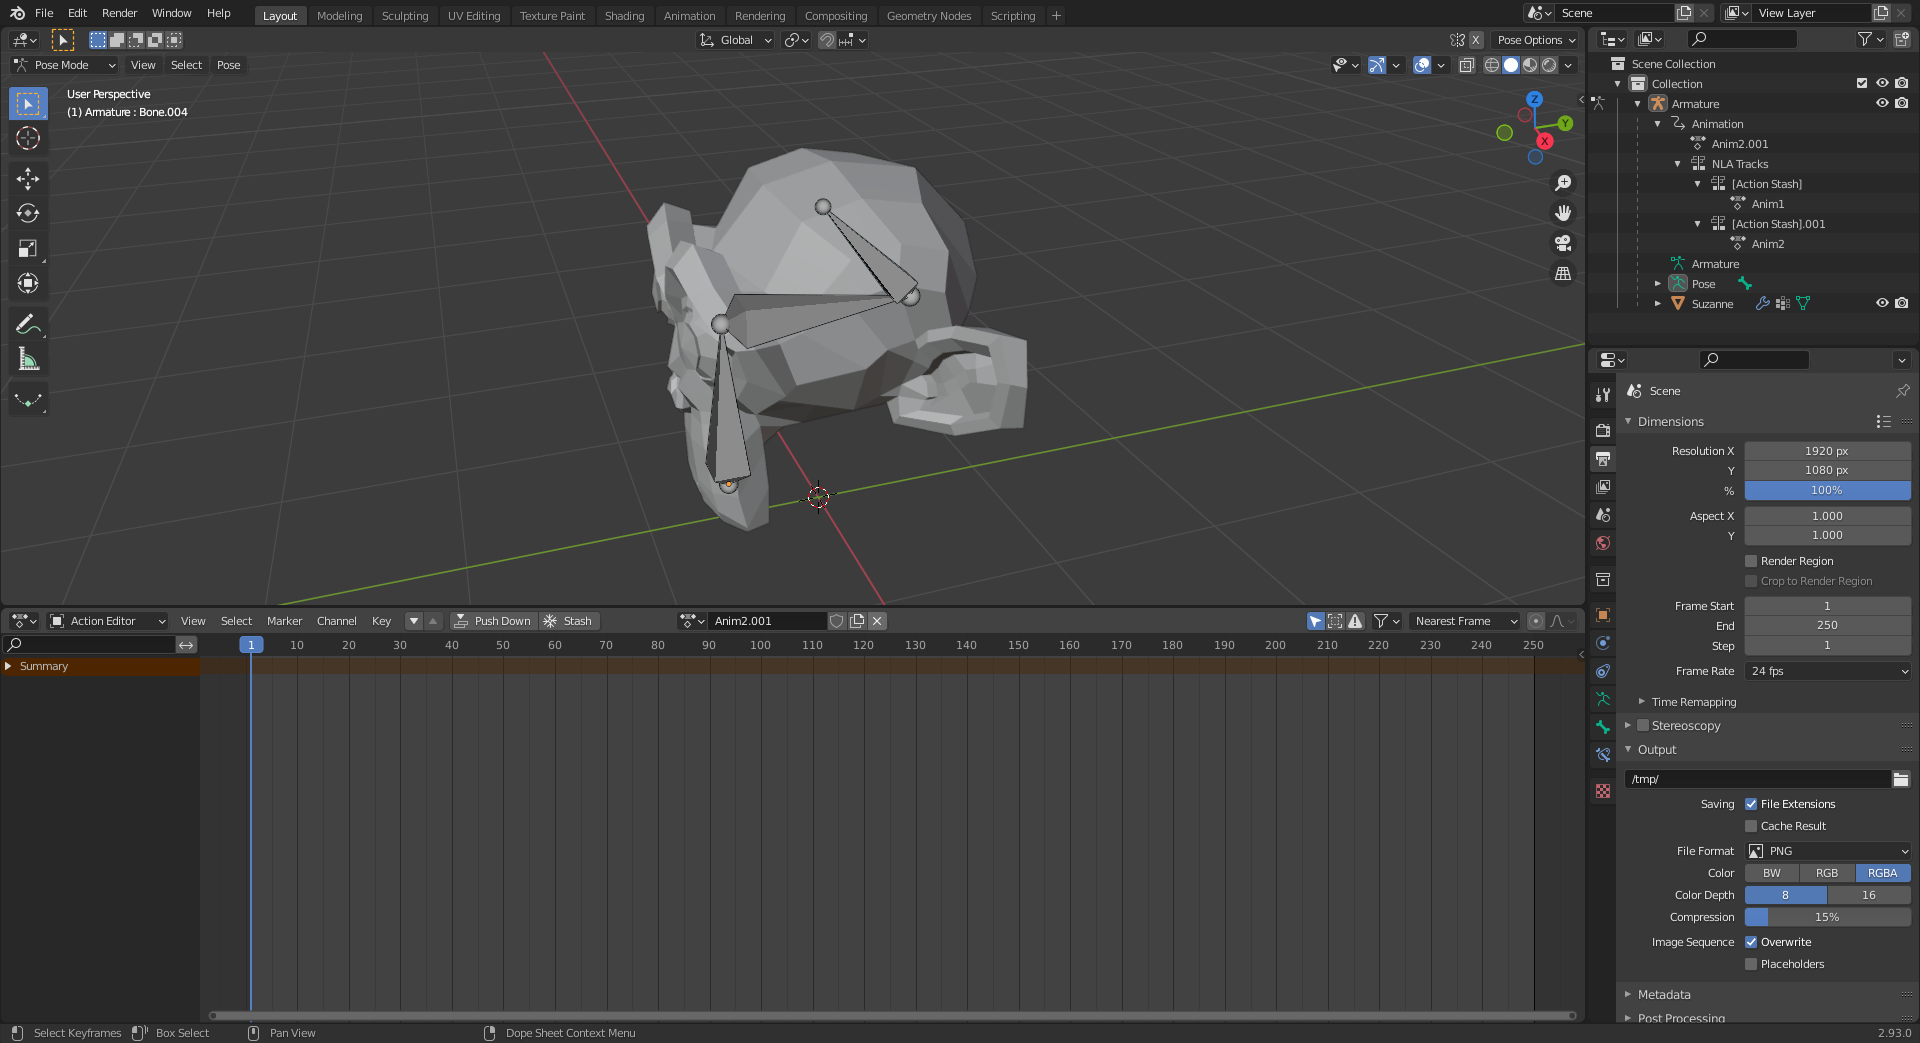 File Edit Render Window Help Layout Modeling Sculpting UV Editing Texture Paint Shading Animation Rendering Compositing Geometry Nodes Scripting + Scene View Layer
Global X Pose Options
Pose Mode View Select Pose
User Perspective
(1) Armature : Bone.004
Z
Y
X
Scene Collection
Collection
Armature
Animation
Anim2.001
NLA Tracks
[Action Stash]
Anim1
[Action Stash].001
Anim2
Armature
Pose
Suzanne
Scene
Dimensions
Resolution X 1920 px
Y 1080 px
% 100%
Aspect X 1.000
Y 1.000
Render Region
Crop to Render Region
Frame Start 1
End 250
Step 1
Frame Rate 24 fps
Time Remapping
Stereoscopy
Output
/tmp/
Saving File Extensions
Cache Result
File Format PNG
Color BW RGB RGBA
Color Depth 8 16
Compression 15%
Image Sequence Overwrite
Placeholders
Metadata
Post Processing
Action Editor View Select Marker Channel Key Push Down Stash Anim2.001 Nearest Frame
1 10 20 30 40 50 60 70 80 90 100 110 120 130 140 150 160 170 180 190 200 210 220 230 240 250
Summary
Select Keyframes Box Select Pan View Dope Sheet Context Menu 2.93.0